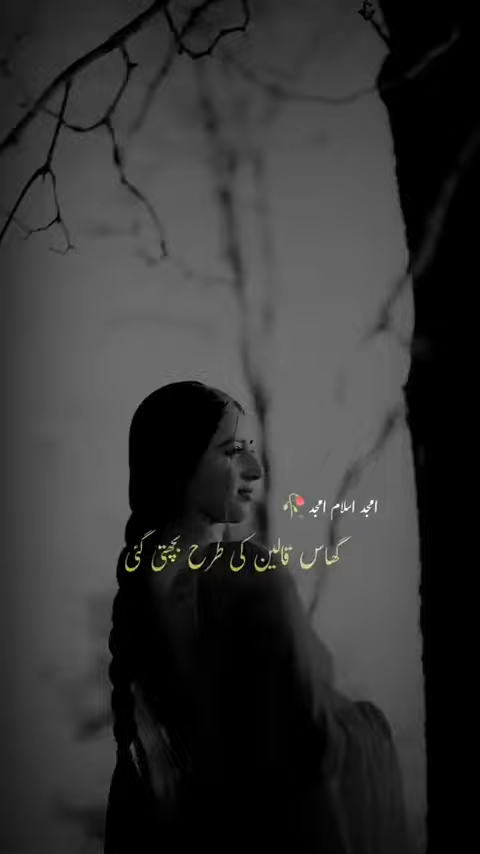 امجد اسلام امجد 🥀
گھاس قالین کی طرح بچھتی گئی